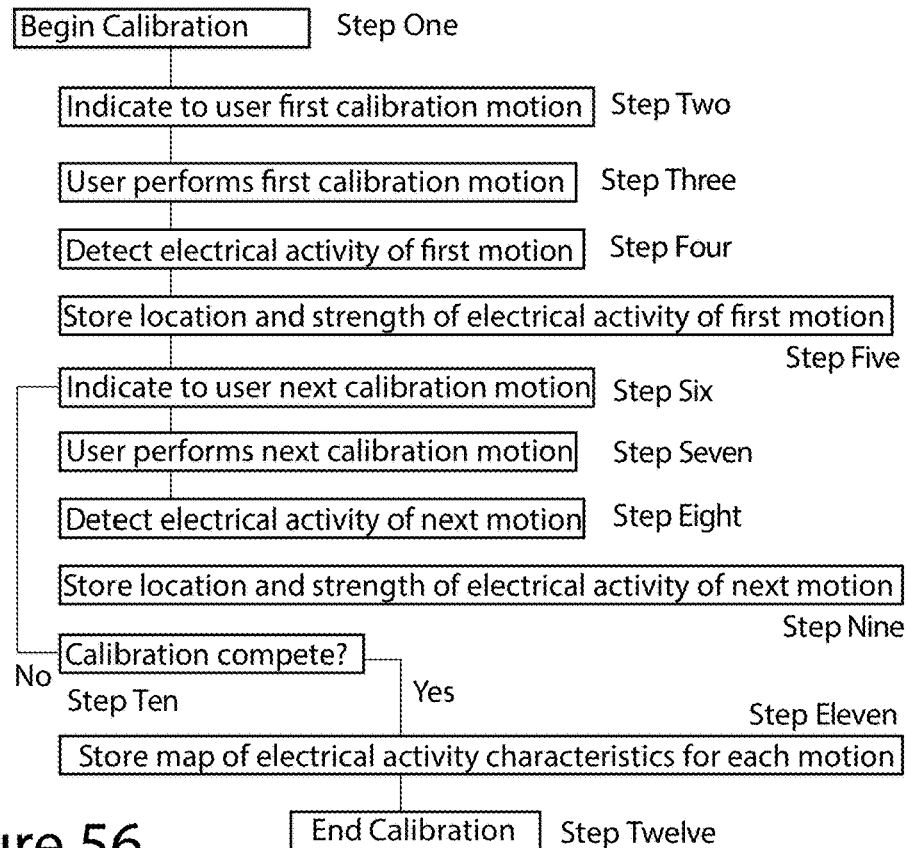 Begin Calibration Step One
Indicate to user first calibration motion Step Two
User performs first calibration motion Step Three
Detect electrical activity of first motion Step Four
Store location and strength of electrical activity of first motion
Step Five
Indicate to user next calibration motion Step Six
User performs next calibration motion Step Seven
Detect electrical activity of next motion Step Eight
Store location and strength of electrical activity of next motion
Step Nine
Calibration compete?
No
Step Ten
Yes
Step Eleven
Store map of electrical activity characteristics for each motion
End Calibration Step Twelve
56